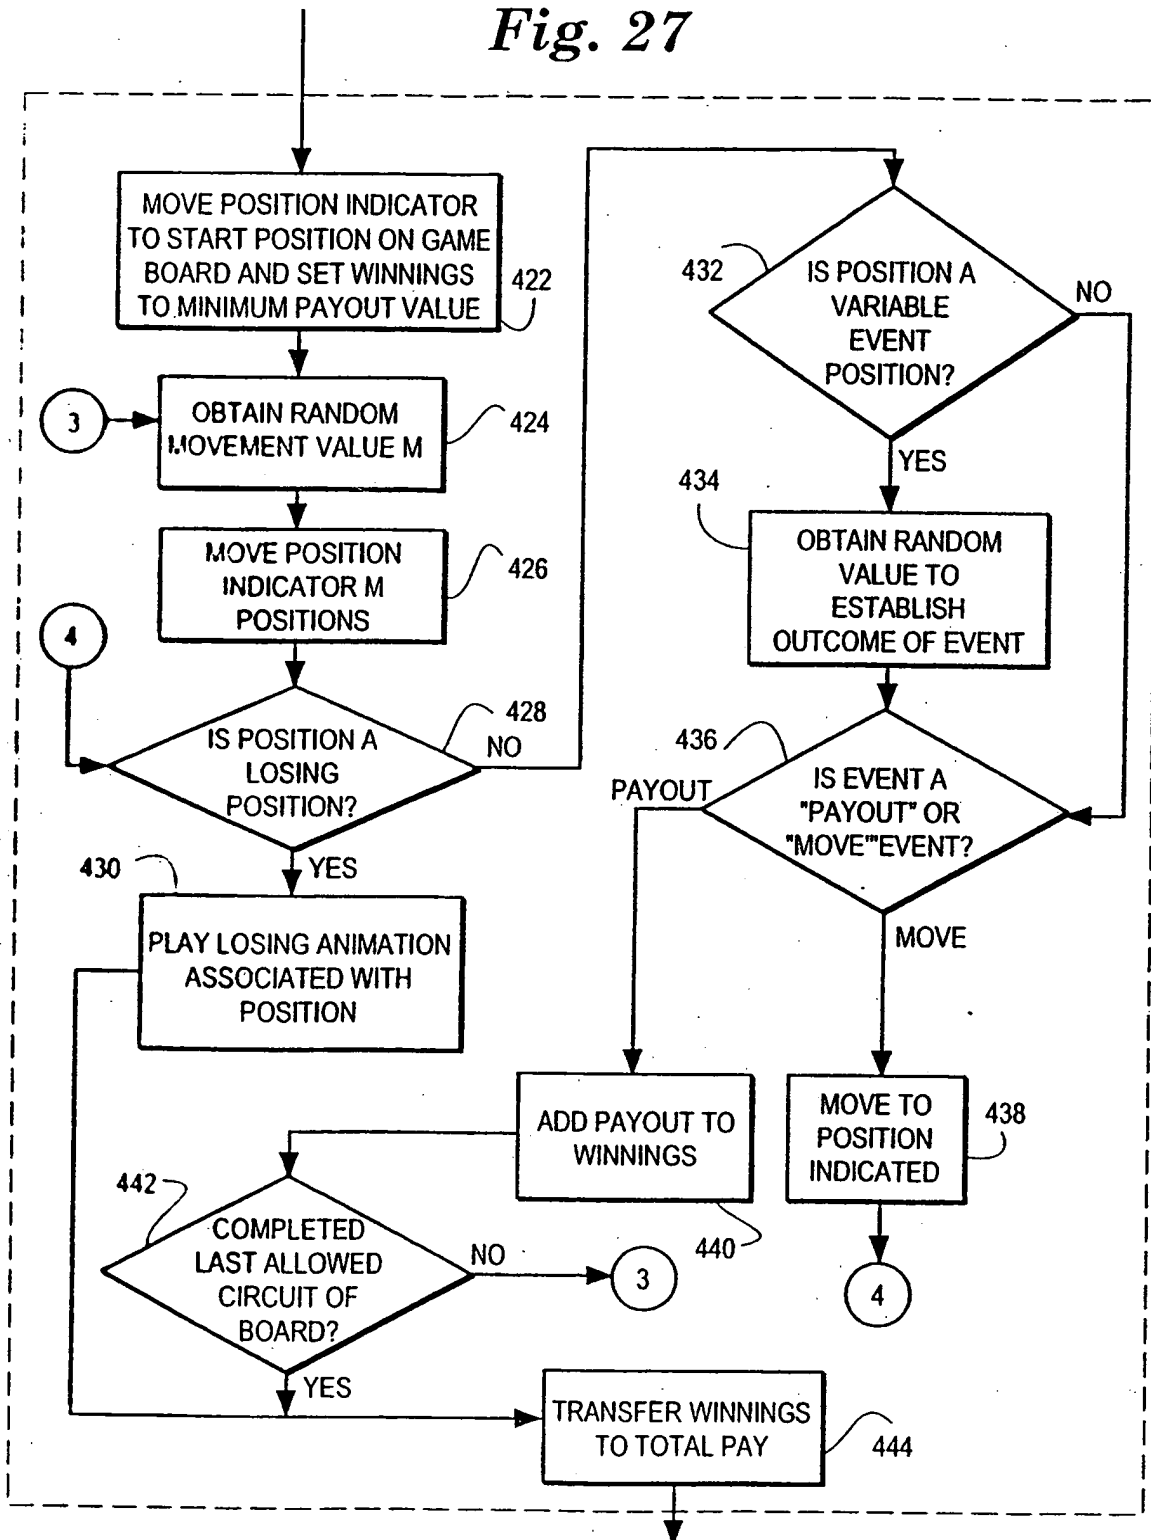 Fig. 27
MOVE POSITION INDICATOR
TO START POSITION ON GAME
BOARD AND SET WINNINGS
TO MINIMUM PAYOUT VALUE
422
3
OBTAIN RANDOM
MOVEMENT VALUE M
424
MOVE POSITION
INDICATOR M
POSITIONS
426
4
IS POSITION A
LOSING
POSITION?
428
NO
YES
430
PLAY LOSING ANIMATION
ASSOCIATED WITH
POSITION
432
IS POSITION A
VARIABLE
EVENT
POSITION?
NO
YES
434
OBTAIN RANDOM
VALUE TO
ESTABLISH
OUTCOME OF EVENT
436
PAYOUT
IS EVENT A
"PAYOUT" OR
"MOVE'"EVENT?
MOVE
ADD PAYOUT TO
WINNINGS
440
MOVE TO
POSITION
INDICATED
438
4
442
COMPLETED
LAST ALLOWED
CIRCUIT OF
BOARD?
NO
3
YES
TRANSFER WINNINGS
TO TOTAL PAY
444